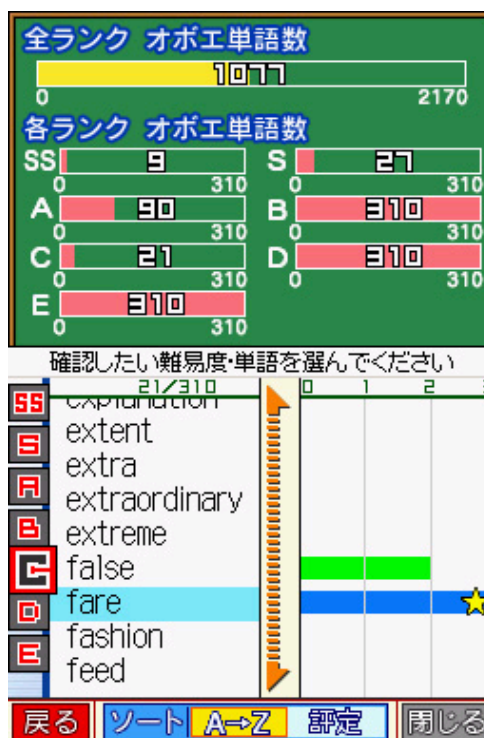 全ランク オボエ単語数
1077
0 2170
各ランク オボエ単語数
SS 9 S 27
0 310 0 310
A 90 B 310
0 310 0 310
C 21 D 310
0 310 0 310
E 310
0 310
確認したい難易度・単語を選んでください
21/310 0 1 2
SS explanation
S extent
extra
A extraordinary
B extreme
C false
D fare
E fashion
feed
戻る ソート A→Z 評定 閉じる